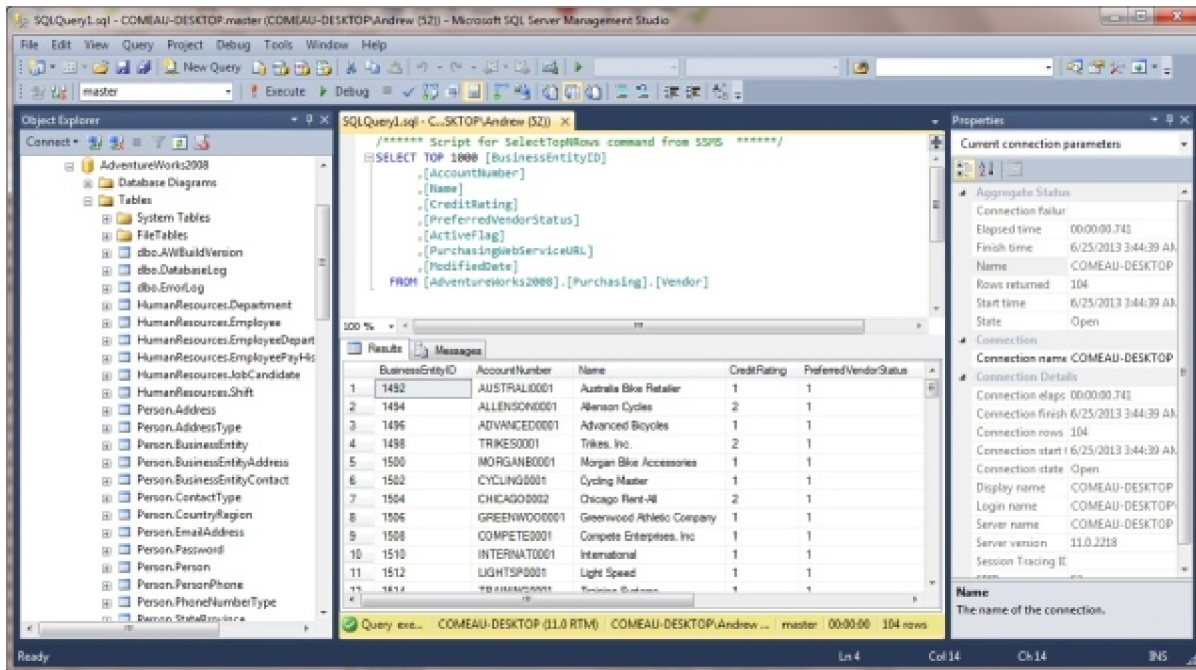 SQLQuery1.sql - COMEAU-DESKTOP.master (COMEAU-DESKTOP\Andrew (52)) - Microsoft SQL Server Management Studio
File Edit View Query Project Debug Tools Window Help
New Query
master Execute Debug
Object Explorer
Connect
AdventureWorks2008
Database Diagrams
Tables
System Tables
FileTables
dbo.AWBuildVersion
dbo.DatabaseLog
dbo.ErrorLog
HumanResources.Department
HumanResources.Employee
HumanResources.EmployeeDepart
HumanResources.EmployeePayHis
HumanResources.JobCandidate
HumanResources.Shift
Person.Address
Person.AddressType
Person.BusinessEntity
Person.BusinessEntityAddress
Person.BusinessEntityContact
Person.ContactType
Person.CountryRegion
Person.EmailAddress
Person.Password
Person.Person
Person.PersonPhone
Person.PhoneNumberType
Person.StateProvince
SQLQuery1.sql - C...SKTOP\Andrew (52))
/****** Script for SelectTopNRows command from SSMS ******/
SELECT TOP 1000 [BusinessEntityID]
,[AccountNumber]
,[Name]
,[CreditRating]
,[PreferredVendorStatus]
,[ActiveFlag]
,[PurchasingWebServiceURL]
,[ModifiedDate]
FROM [AdventureWorks2008].[Purchasing].[Vendor]
100 %
Results Messages
BusinessEntityID AccountNumber Name CreditRating PreferredVendorStatus
1 1492 AUSTRALI0001 Australia Bike Retailer 1 1
2 1494 ALLENSON0001 Allenson Cycles 2 1
3 1496 ADVANCED0001 Advanced Bicycles 1 1
4 1498 TRIKES0001 Trikes, Inc. 2 1
5 1500 MORGANB0001 Morgan Bike Accessories 1 1
6 1502 CYCLING0001 Cycling Master 1 1
7 1504 CHICAGO0002 Chicago Rent-All 2 1
8 1506 GREENWOO0001 Greenwood Athletic Company 1 1
9 1508 COMPETE0001 Compete Enterprises, Inc 1 1
10 1510 INTERNAT0001 International 1 1
11 1512 LIGHTSP0001 Light Speed 1 1
12 1514 TRAINING0001 Training Systems 1 1
Query exe... COMEAU-DESKTOP (11.0 RTM) COMEAU-DESKTOP\Andrew ... master 00:00:00 104 rows
Properties
Current connection parameters
Aggregate Status
Connection failur
Elapsed time 00:00:00.741
Finish time 6/25/2013 3:44:39 AM
Name COMEAU-DESKTOP
Rows returned 104
Start time 6/25/2013 3:44:39 AM
State Open
Connection
Connection name COMEAU-DESKTOP
Connection Details
Connection elaps 00:00:00.741
Connection finish 6/25/2013 3:44:39 AM
Connection rows 104
Connection start t 6/25/2013 3:44:39 AM
Connection state Open
Display name COMEAU-DESKTOP
Login name COMEAU-DESKTOP\
Server name COMEAU-DESKTOP
Server version 11.0.2218
Session Tracing ID
SPID 52
Name
The name of the connection.
Ready Ln 4 Col 14 Ch 14 INS